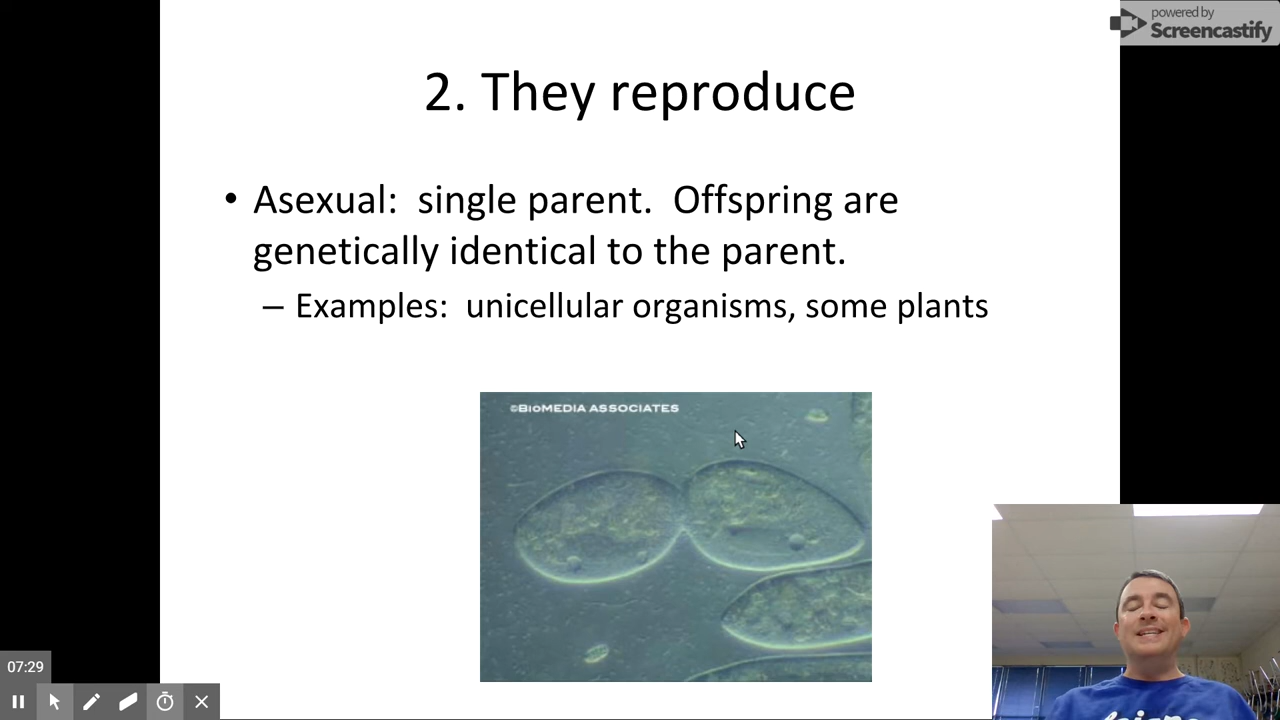 powered by
Screencastify
2. They reproduce
• Asexual:  single parent.  Offspring are
genetically identical to the parent.
– Examples:  unicellular organisms, some plants
©BIOMEDIA ASSOCIATES
07:29